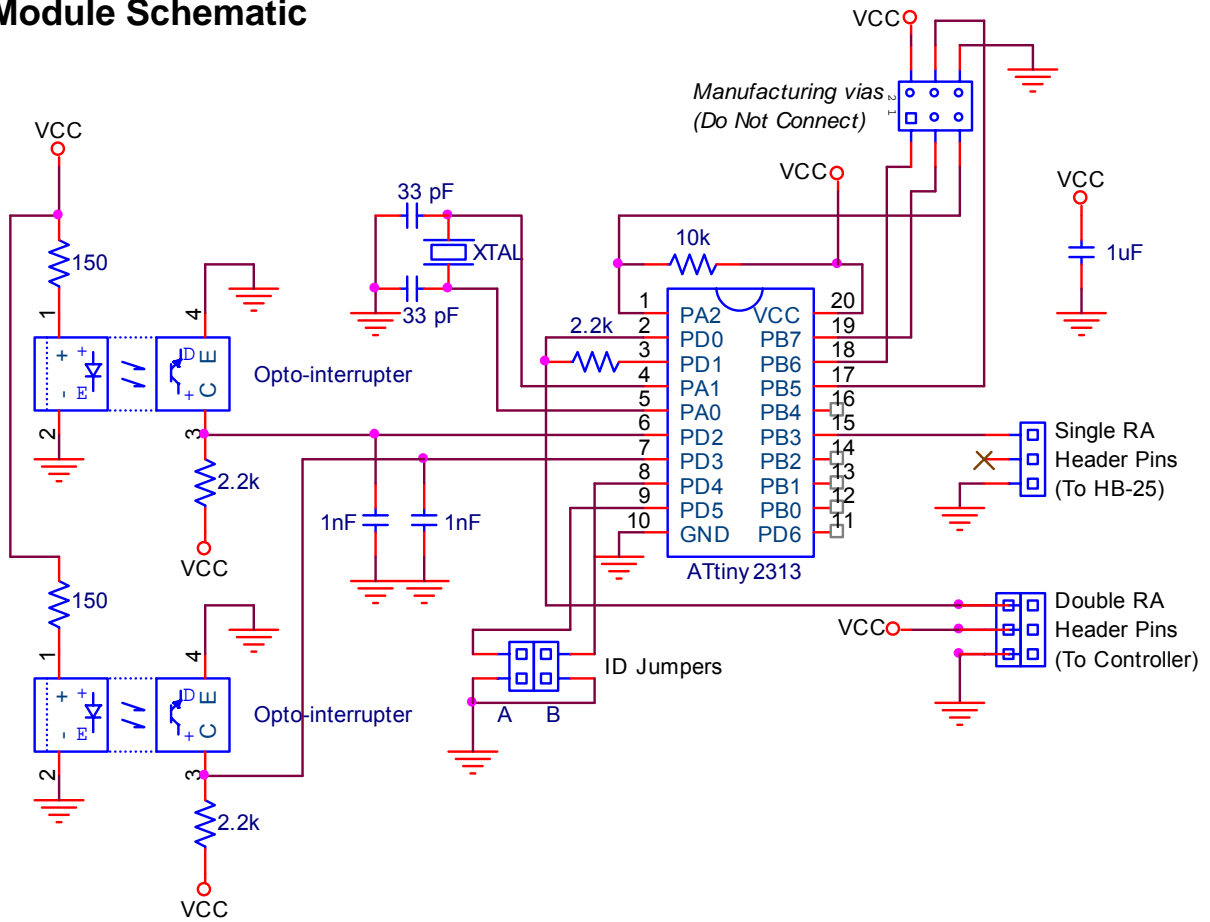 Module Schematic
VCC
Manufacturing vias
(Do Not Connect)
2
1
VCC
VCC
33 pF
VCC
10k
XTAL
150
1uF
33 pF
1
4
2.2k
+
+
D
E
-
E
+
C
Opto-interrupter
2
3
2.2k
VCC
1
2
3
4
5
6
7
8
9
10
PA2
PD0
PD1
PA1
PA0
PD2
PD3
PD4
PD5
GND
VCC
PB7
PB6
PB5
PB4
PB3
PB2
PB1
PB0
PD6
20
19
18
17
16
15
14
13
12
11
ATtiny 2313
Single RA
Header Pins
(To HB-25)
1nF
1nF
150
1
4
+
+
D
E
-
E
+
C
Opto-interrupter
2
3
2.2k
VCC
ID Jumpers
A
B
VCC
Double RA
Header Pins
(To Controller)